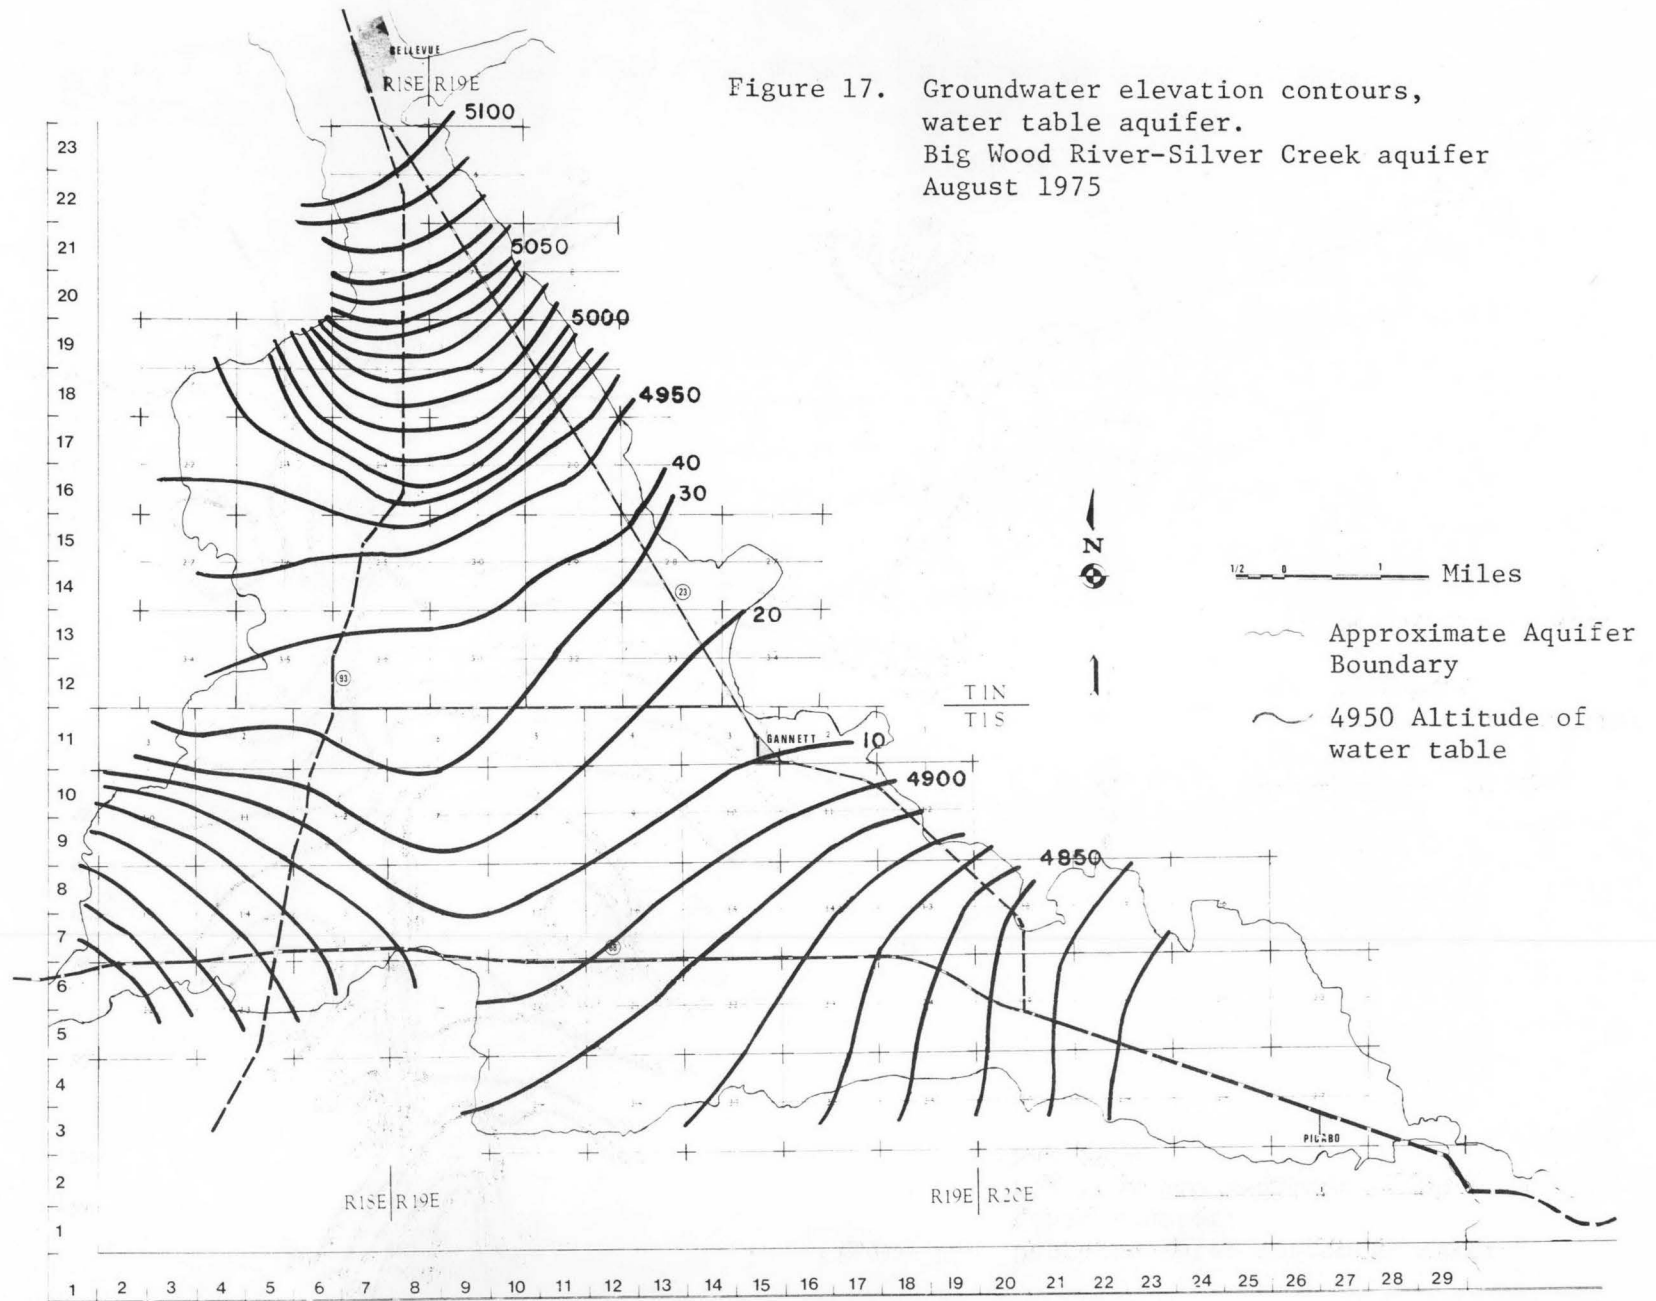 BELLEVUE
R18E R19E
Figure 17. Groundwater elevation contours,
water table aquifer.
Big Wood River-Silver Creek aquifer
August 1975
5100
5050
5000
4950
40
30
20
10
4900
4850
23
22
21
20
19
18
17
16
15
14
13
12
11
10
9
8
7
6
5
4
3
2
1
23
93
68
GANNETT
N
1/2 0 1 Miles
Approximate Aquifer
Boundary
T1N
T1S
4950 Altitude of
water table
PICABO
R18E R19E
R19E R20E
1 2 3 4 5 6 7 8 9 10 11 12 13 14 15 16 17 18 19 20 21 22 23 24 25 26 27 28 29